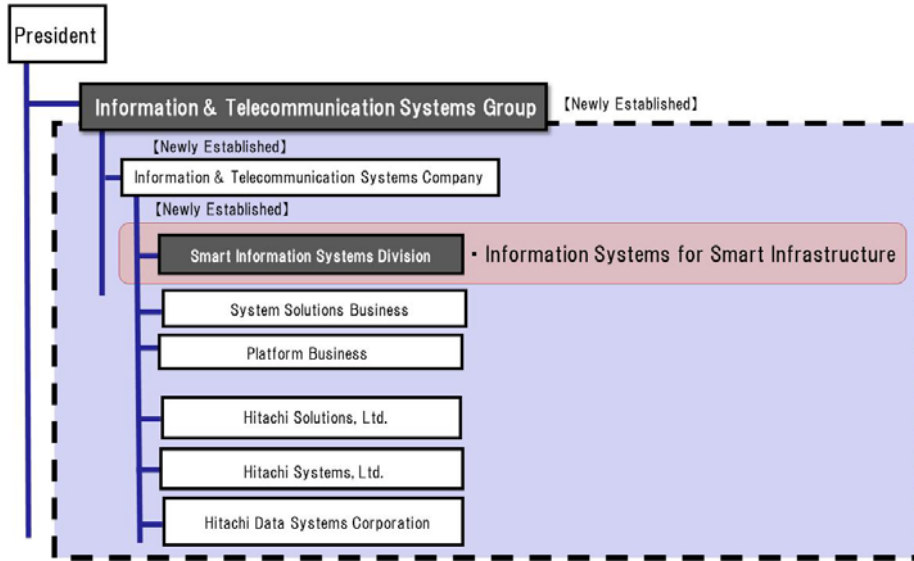 President
Information & Telecommunication Systems Group 【Newly Established】
【Newly Established】
Information & Telecommunication Systems Company
【Newly Established】
Smart Information Systems Division ・Information Systems for Smart Infrastructure
System Solutions Business
Platform Business
Hitachi Solutions, Ltd.
Hitachi Systems, Ltd.
Hitachi Data Systems Corporation